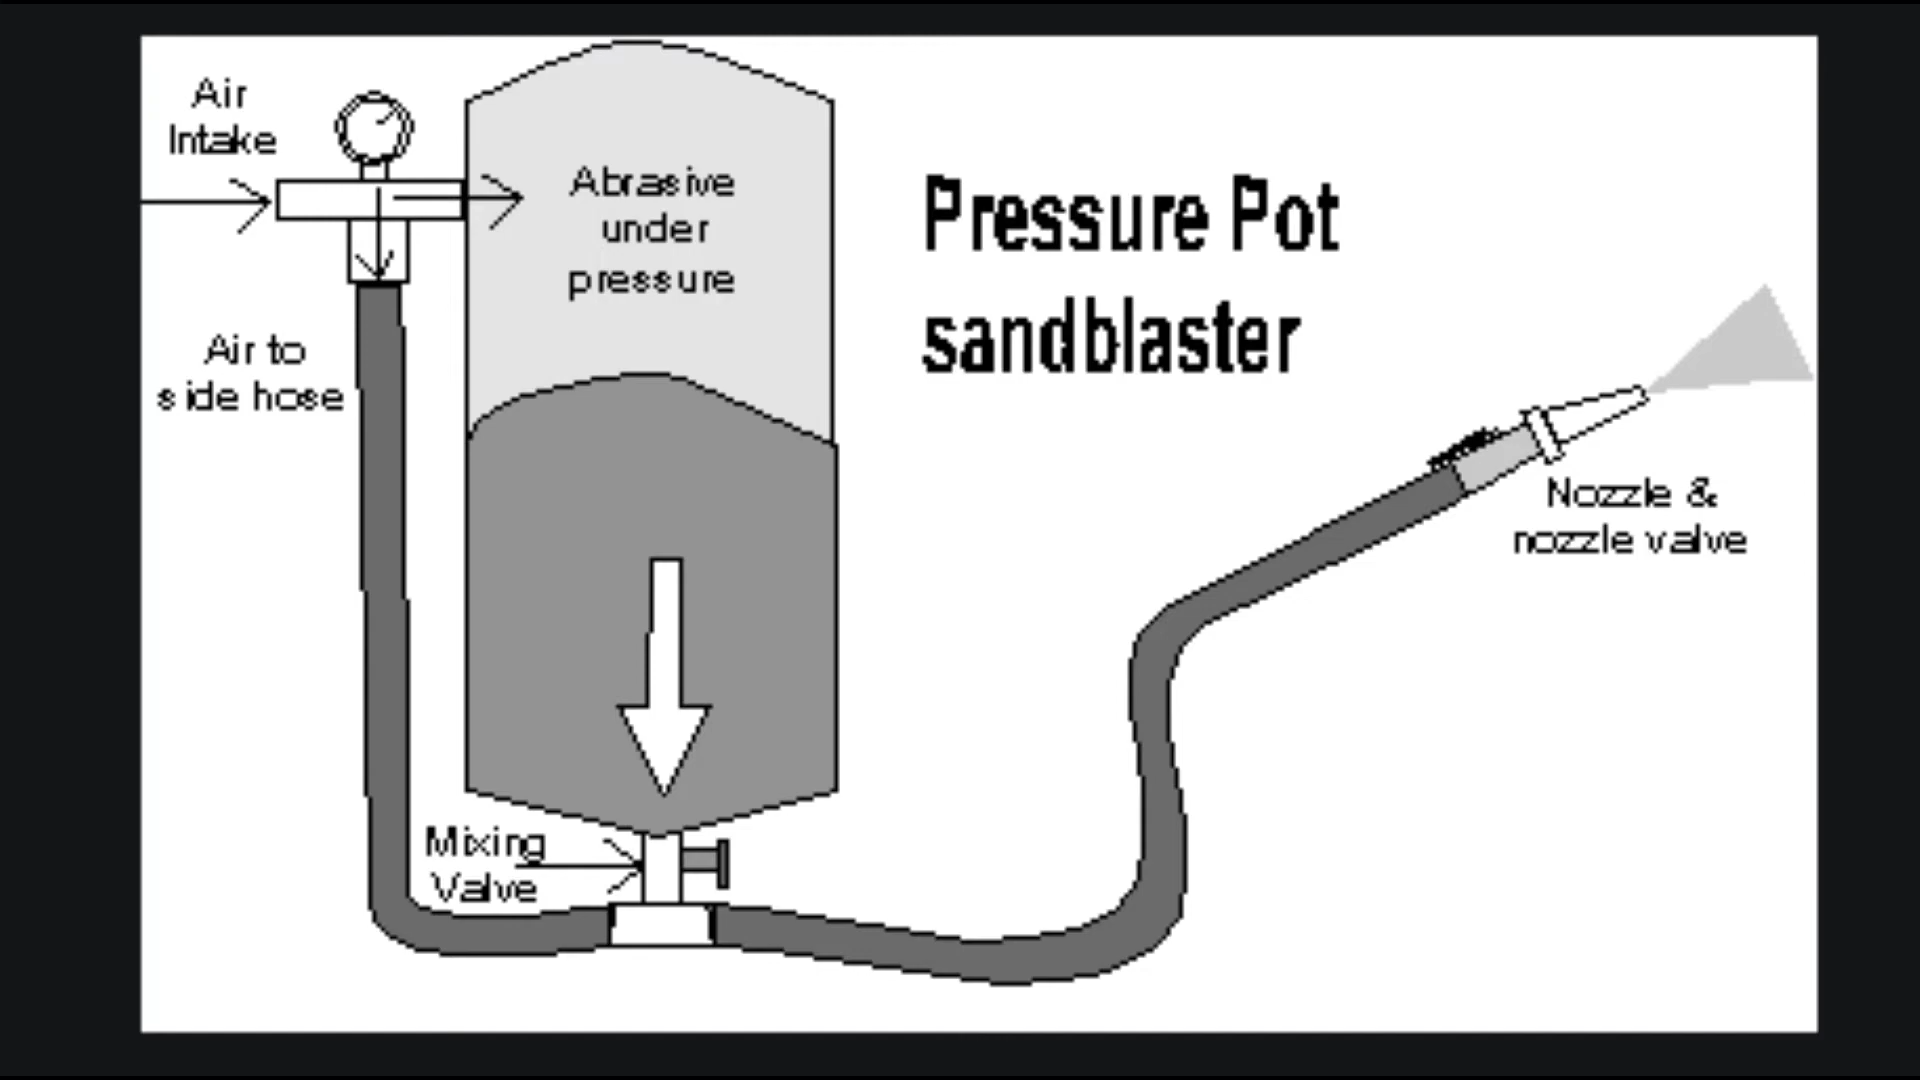 Air
Intake
Abrasive
under
pressure
Pressure Pot
sandblaster
Air to
side hose
Nozzle &
nozzle valve
Mixing
Valve